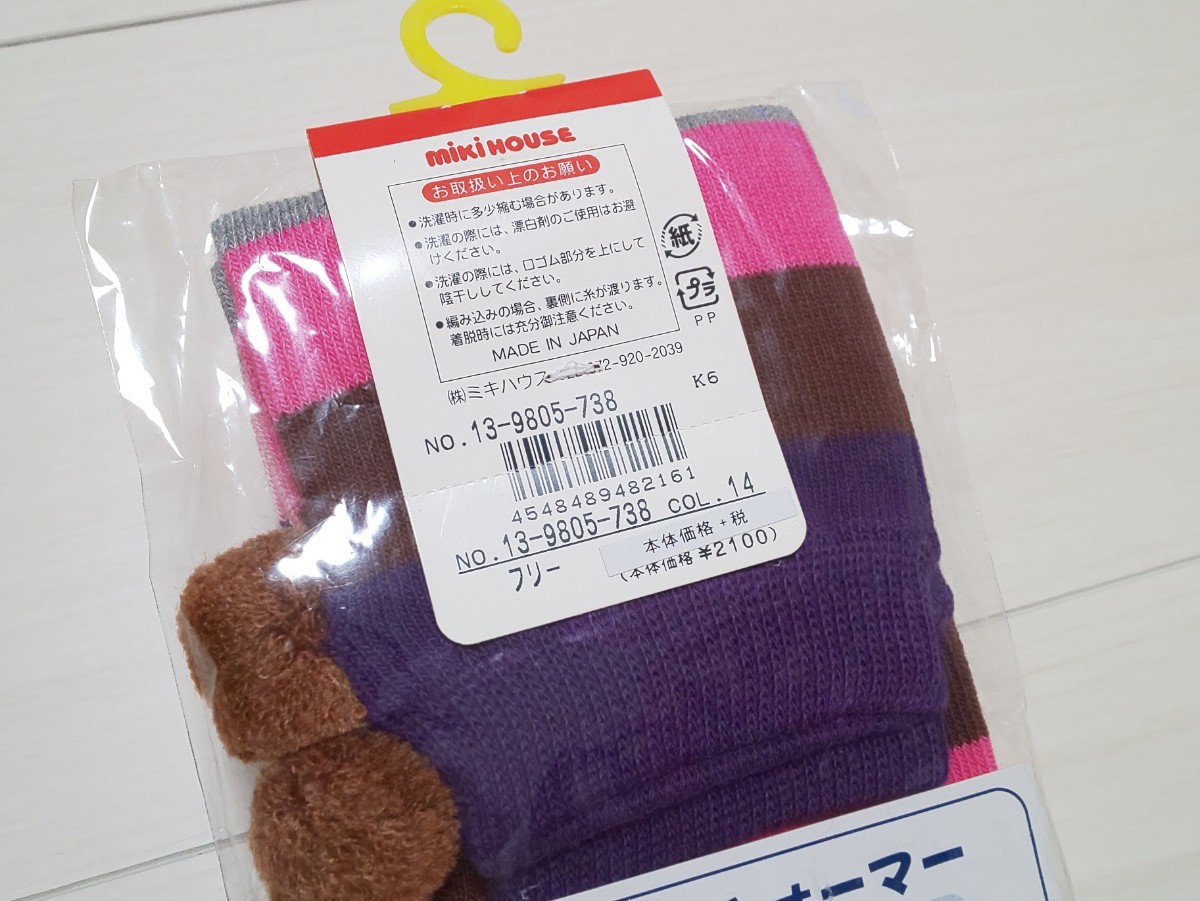 miki HOUSE
お取扱い上のお願い
●洗濯時に多少縮む場合があります。
●洗濯の際には、漂白剤のご使用はお避
けください。
●洗濯の際には、口ゴム部分を上にして
陰干ししてください。
●編み込みの場合、裏側に糸が渡ります。
着脱時には充分御注意ください。
MADE IN JAPAN
紙
プラ
PP
(株)ミキハウス 72-920-2039
K6
NO.13-9805-738
4548489482161
NO.13-9805-738 COL.14
フリー
本体価格+税
(本体価格¥2100)
ォーマー